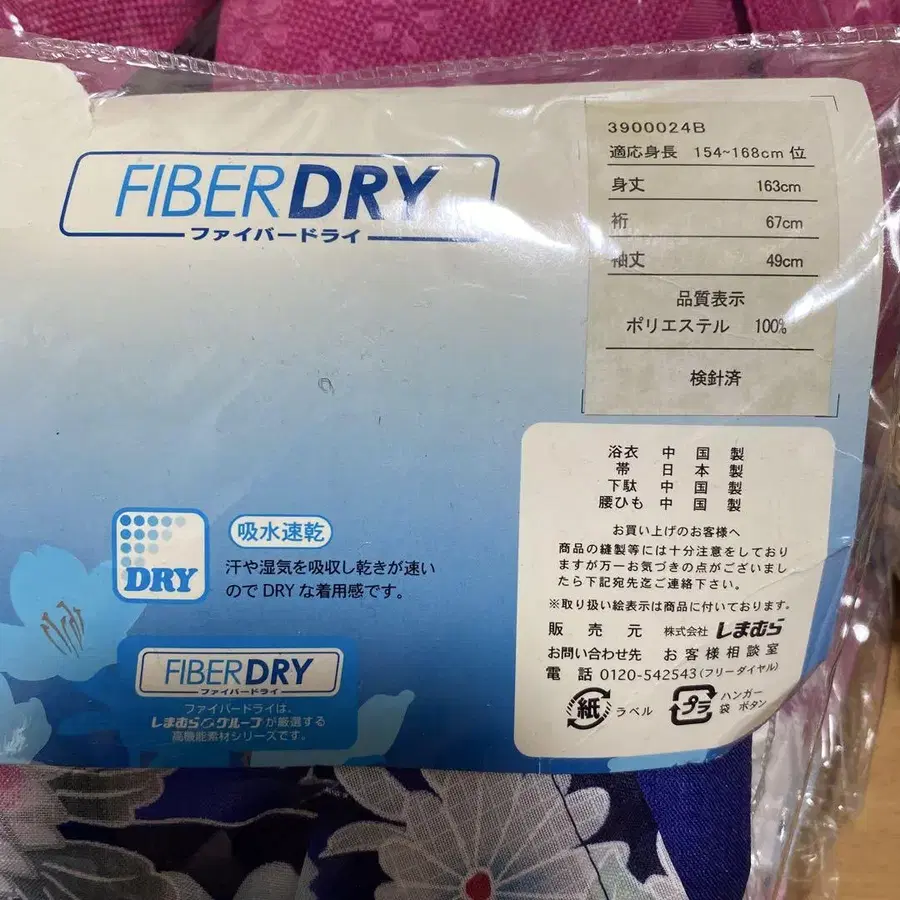 FIBERDRY
ファイバードライ
3900024B
適応身長 154~168cm 位
身丈 163cm
裄 67cm
袖丈 49cm
品質表示
ポリエステル 100%
検針済
浴衣 中国製
帯 日本製
下駄 中国製
腰ひも 中国製
お買い上げのお客様へ
商品の縫製等には十分注意をしており
ますが万一お気づきの点がございまし
たら下記宛先迄ご連絡下さい。
※取り扱い絵表示は商品に付いております。
販売元 株式会社 しまむら
お問い合わせ先 お客様相談室
電話 0120-542543(フリーダイヤル)
紙 ラベル
プラ ハンガー
袋 ボタン
DRY
吸水速乾
汗や湿気を吸収し乾きが速い
のでDRYな着用感です。
FIBERDRY
ファイバードライ
ファイバードライは、
しまむらグループが厳選する
高機能素材シリーズです。